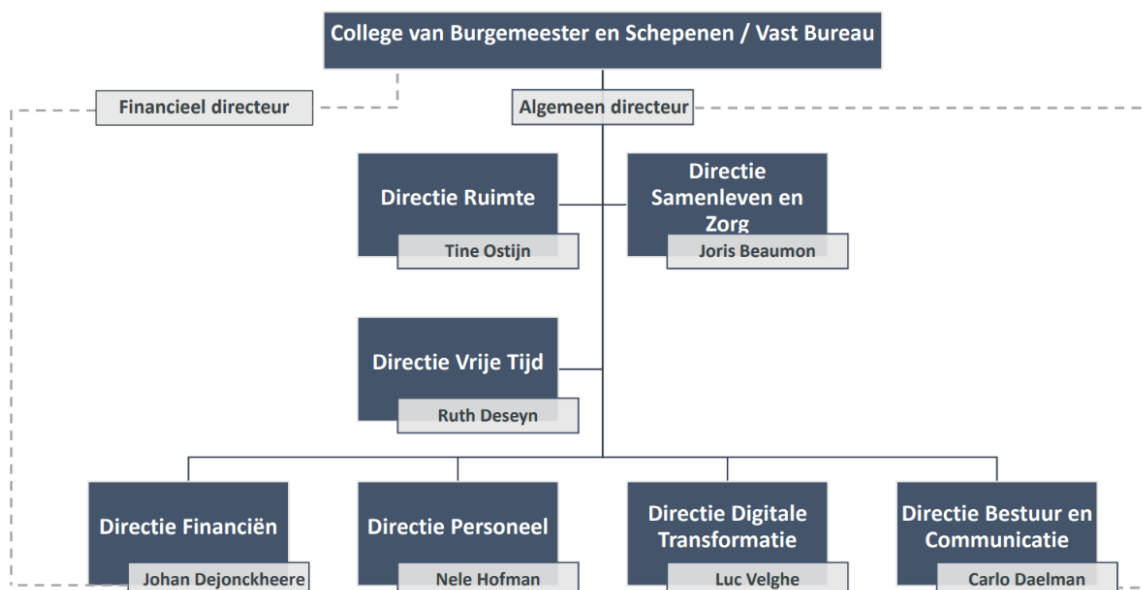 College van Burgemeester en Schepenen / Vast Bureau
Financieel directeur
Algemeen directeur
Directie Ruimte
Tine Ostijn
Directie
Samenleven en
Zorg
Joris Beaumon
Directie Vrije Tijd
Ruth Deseyn
Directie Financiën
Johan Dejonckheere
Directie Personeel
Nele Hofman
Directie Digitale
Transformatie
Luc Velghe
Directie Bestuur en
Communicatie
Carlo Daelman